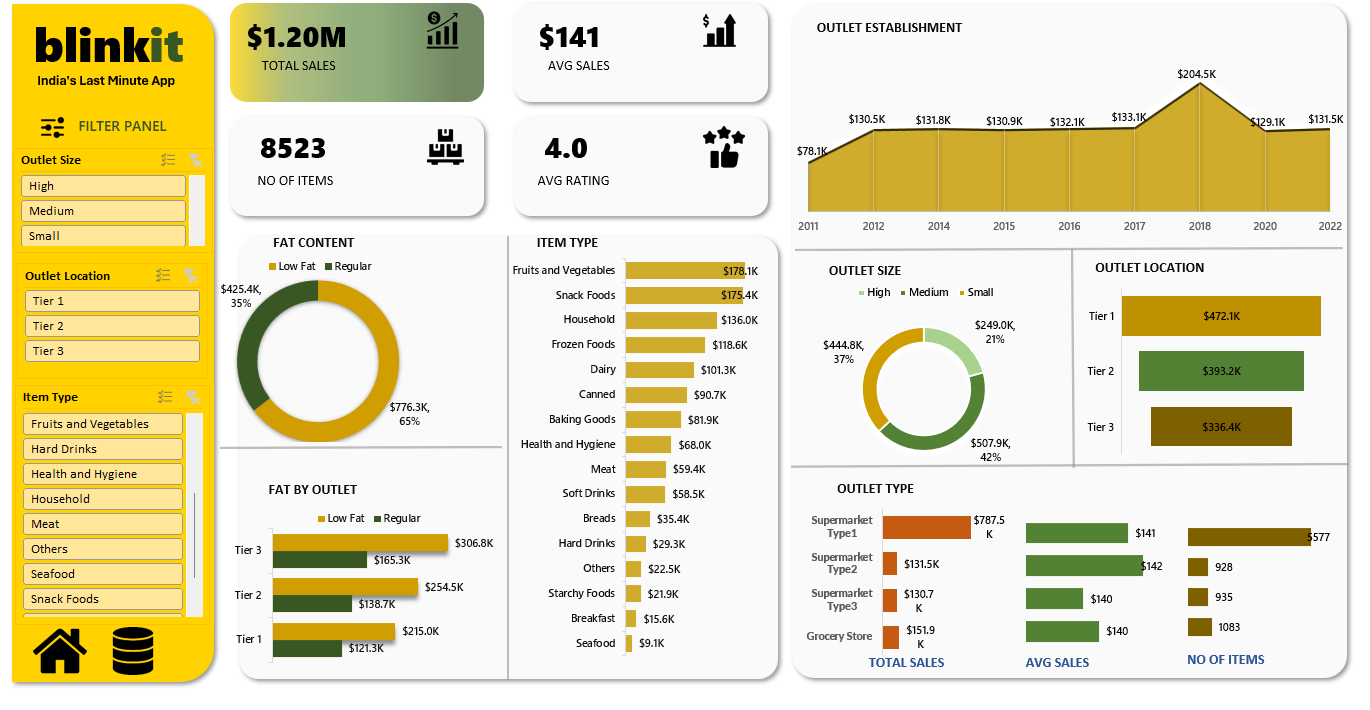 blinkit
India's Last Minute App
FILTER PANEL
Outlet Size
High
Medium
Small
Outlet Location
Tier 1
Tier 2
Tier 3
Item Type
Fruits and Vegetables
Hard Drinks
Health and Hygiene
Household
Meat
Others
Seafood
Snack Foods
$1.20M
TOTAL SALES
$141
AVG SALES
8523
NO OF ITEMS
4.0
AVG RATING
FAT CONTENT
Low Fat Regular
$425.4K,
35%
$776.3K,
65%
FAT BY OUTLET
Low Fat Regular
Tier 3 $306.8K
$165.3K
Tier 2 $254.5K
$138.7K
Tier 1 $215.0K
$121.3K
ITEM TYPE
Fruits and Vegetables $178.1K
Snack Foods $175.4K
Household $136.0K
Frozen Foods $118.6K
Dairy $101.3K
Canned $90.7K
Baking Goods $81.9K
Health and Hygiene $68.0K
Meat $59.4K
Soft Drinks $58.5K
Breads $35.4K
Hard Drinks $29.3K
Others $22.5K
Starchy Foods $21.9K
Breakfast $15.6K
Seafood $9.1K
OUTLET ESTABLISHMENT
$78.1K $130.5K $131.8K $130.9K $132.1K $133.1K $204.5K $129.1K $131.5K
2011 2012 2014 2015 2016 2017 2018 2020 2022
OUTLET SIZE
High Medium Small
$249.0K,
21%
$444.8K,
37%
$507.9K,
42%
OUTLET LOCATION
Tier 1 $472.1K
Tier 2 $393.2K
Tier 3 $336.4K
OUTLET TYPE
Supermarket
Type1
$787.5
K
$141
5577
Supermarket
Type2
$131.5K
$142
928
Supermarket
Type3
$130.7
K
$140
935
Grocery Store
$151.9
K
$140
1083
TOTAL SALES
AVG SALES
NO OF ITEMS